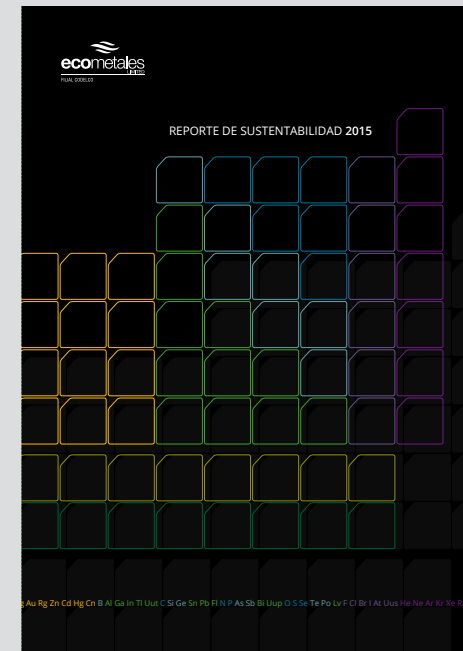 ecometales
LIMITED
FILIAL CODELCO
REPORTE DE SUSTENTABILIDAD 2015
g Au Rg Zn Cd Hg Cn B Al Ga In Tl Uut C Si Ge Sn Pb Fl N P As Sb Bi Uup O S Se Te Po Lv F Cl Br I At Uus He Ne Ar Kr Xe R